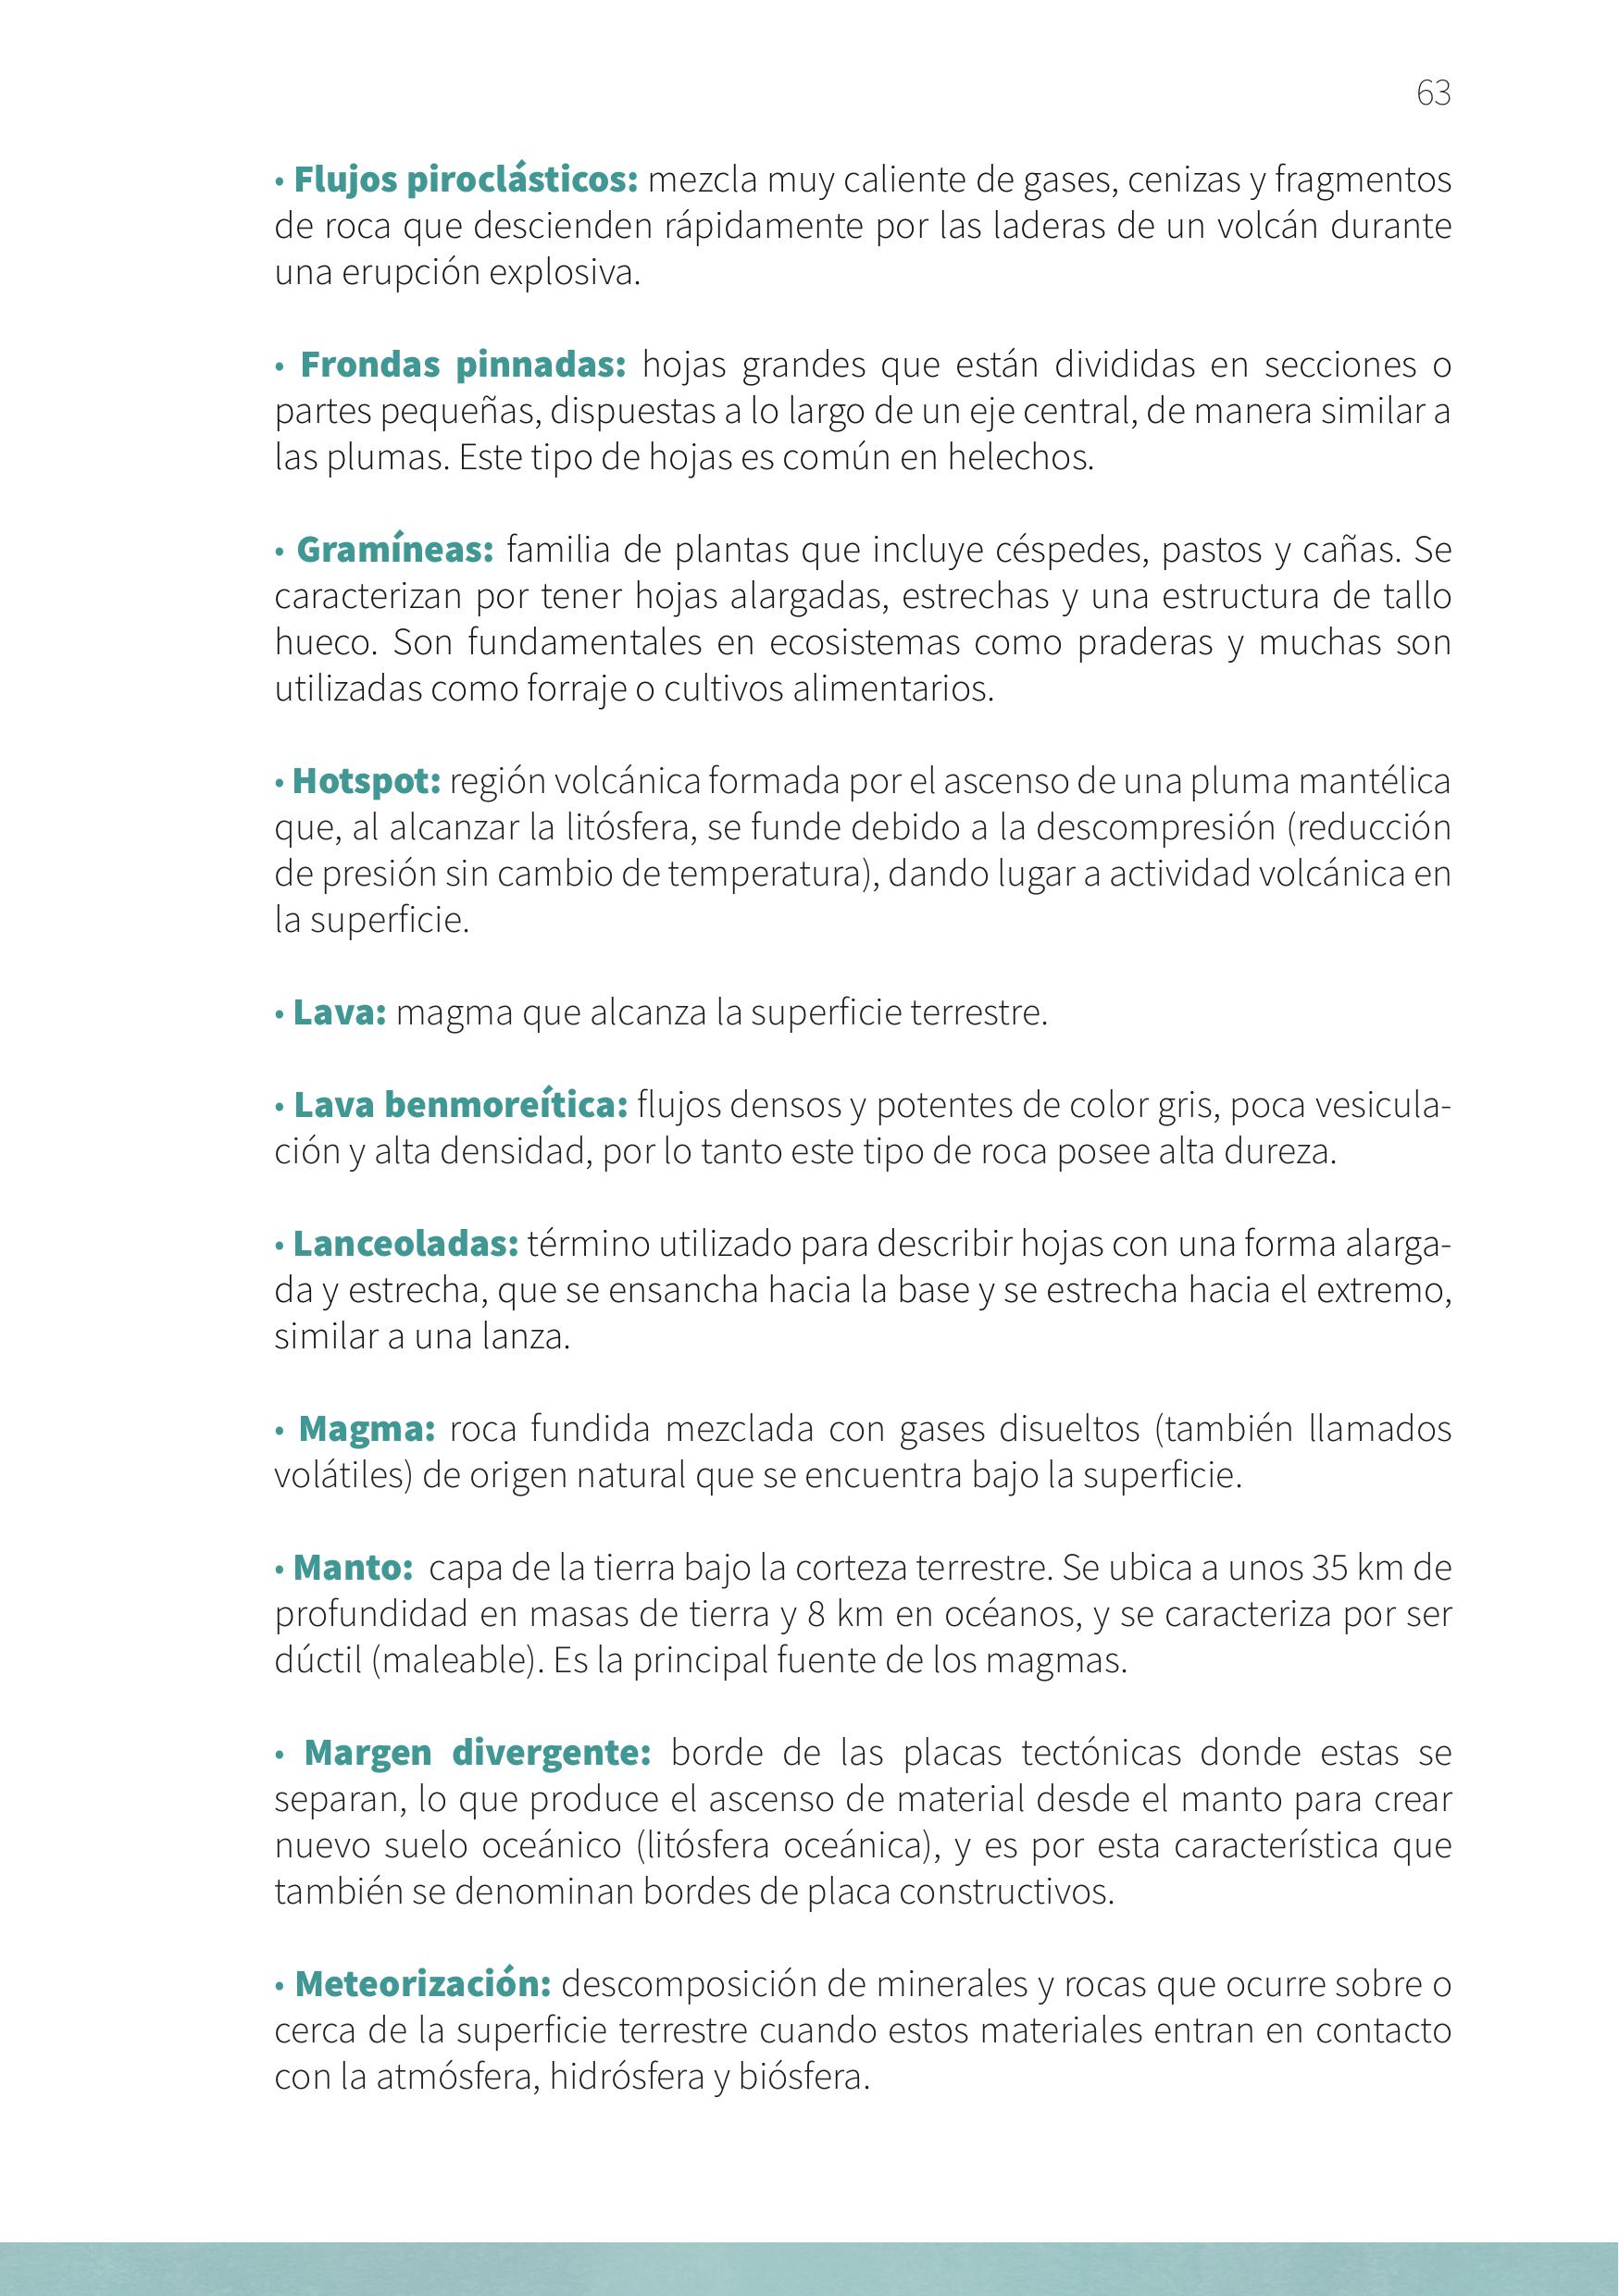 63
• Flujos piroclásticos: mezcla muy caliente de gases, cenizas y fragmentos
de roca que descienden rápidamente por las laderas de un volcán durante
una erupción explosiva.
• Frondas pinnadas: hojas grandes que están divididas en secciones o
partes pequeñas, dispuestas a lo largo de un eje central, de manera similar a
las plumas. Este tipo de hojas es común en helechos.
• Gramíneas: familia de plantas que incluye céspedes, pastos y cañas. Se
caracterizan por tener hojas alargadas, estrechas y una estructura de tallo
hueco. Son fundamentales en ecosistemas como praderas y muchas son
utilizadas como forraje o cultivos alimentarios.
• Hotspot: región volcánica formada por el ascenso de una pluma mantélica
que, al alcanzar la litósfera, se funde debido a la descompresión (reducción
de presión sin cambio de temperatura), dando lugar a actividad volcánica en
la superficie.
• Lava: magma que alcanza la superficie terrestre.
• Lava benmoreítica: flujos densos y potentes de color gris, poca vesicula-
ción y alta densidad, por lo tanto este tipo de roca posee alta dureza.
• Lanceoladas: término utilizado para describir hojas con una forma alarga-
da y estrecha, que se ensancha hacia la base y se estrecha hacia el extremo,
similar a una lanza.
• Magma: roca fundida mezclada con gases disueltos (también llamados
volátiles) de origen natural que se encuentra bajo la superficie.
• Manto: capa de la tierra bajo la corteza terrestre. Se ubica a unos 35 km de
profundidad en masas de tierra y 8 km en océanos, y se caracteriza por ser
dúctil (maleable). Es la principal fuente de los magmas.
• Margen divergente: borde de las placas tectónicas donde estas se
separan, lo que produce el ascenso de material desde el manto para crear
nuevo suelo oceánico (litósfera oceánica), y es por esta característica que
también se denominan bordes de placa constructivos.
• Meteorización: descomposición de minerales y rocas que ocurre sobre o
cerca de la superficie terrestre cuando estos materiales entran en contacto
con la atmósfera, hidrósfera y biósfera.